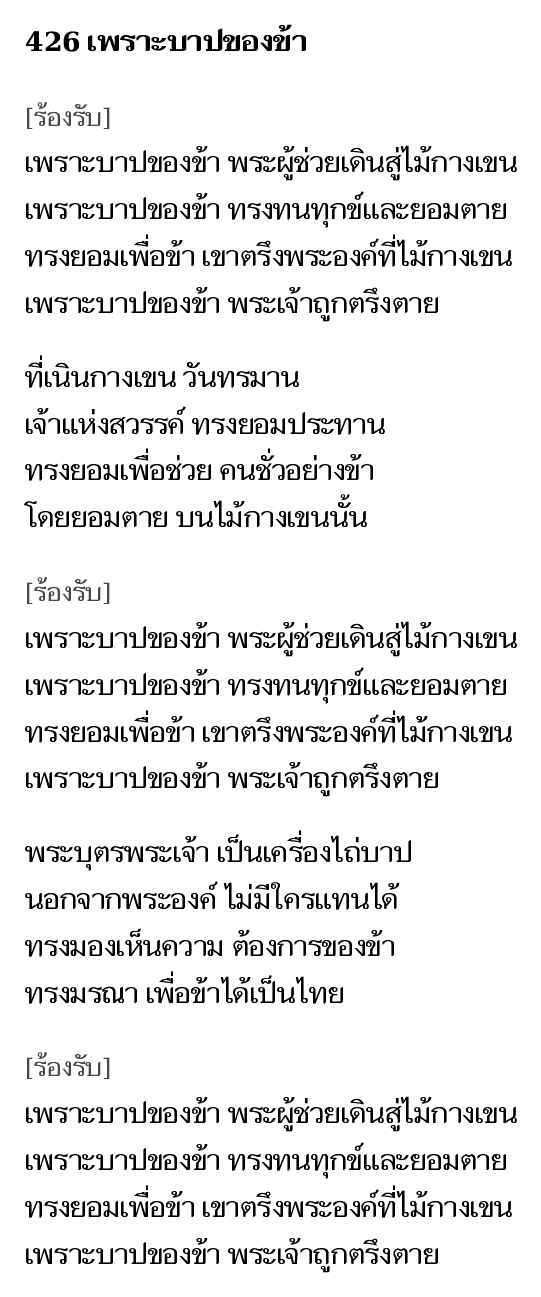 426 เพราะบาปของข้า
[ร้องรับ]
เพราะบาปของข้า พระผู้ช่วยเดินสู่ไม้กางเขน
เพราะบาปของข้า ทรงทนทุกข์และยอมตาย
ทรงยอมเพื่อข้า เขาตรึงพระองค์ที่ไม้กางเขน
เพราะบาปของข้า พระเจ้าถูกตรึงตาย
ที่เนินกางเขน วันทรมาน
เจ้าแห่งสวรรค์ ทรงยอมประทาน
ทรงยอมเพื่อช่วย คนชั่วอย่างข้า
โดยยอมตาย บนไม้กางเขนนั้น
[ร้องรับ]
เพราะบาปของข้า พระผู้ช่วยเดินสู่ไม้กางเขน
เพราะบาปของข้า ทรงทนทุกข์และยอมตาย
ทรงยอมเพื่อข้า เขาตรึงพระองค์ที่ไม้กางเขน
เพราะบาปของข้า พระเจ้าถูกตรึงตาย
พระบุตรพระเจ้า เป็นเครื่องไถ่บาป
นอกจากพระองค์ ไม่มีใครแทนได้
ทรงมองเห็นความ ต้องการของข้า
ทรงมรณา เพื่อข้าได้เป็นไทย
[ร้องรับ]
เพราะบาปของข้า พระผู้ช่วยเดินสู่ไม้กางเขน
เพราะบาปของข้า ทรงทนทุกข์และยอมตาย
ทรงยอมเพื่อข้า เขาตรึงพระองค์ที่ไม้กางเขน
เพราะบาปของข้า พระเจ้าถูกตรึงตาย